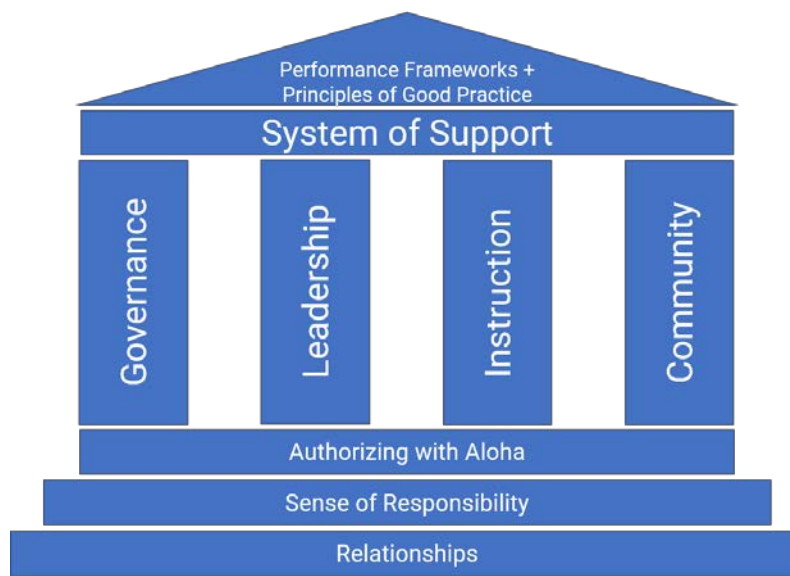 Performance Frameworks +
Principles of Good Practice
System of Support
Governance
Leadership
Instruction
Community
Authorizing with Aloha
Sense of Responsibility
Relationships